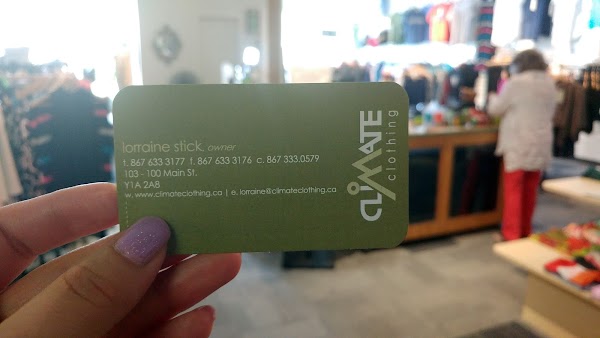 lorraine stick, owner
t. 867 633 3177 f. 867 633 3176 c. 867 333.0579
103 - 100 Main St.
Y1A 2A8
w. www.climateclothing.ca | e. lorraine@climateclothing.ca
CLIMATE
clothing